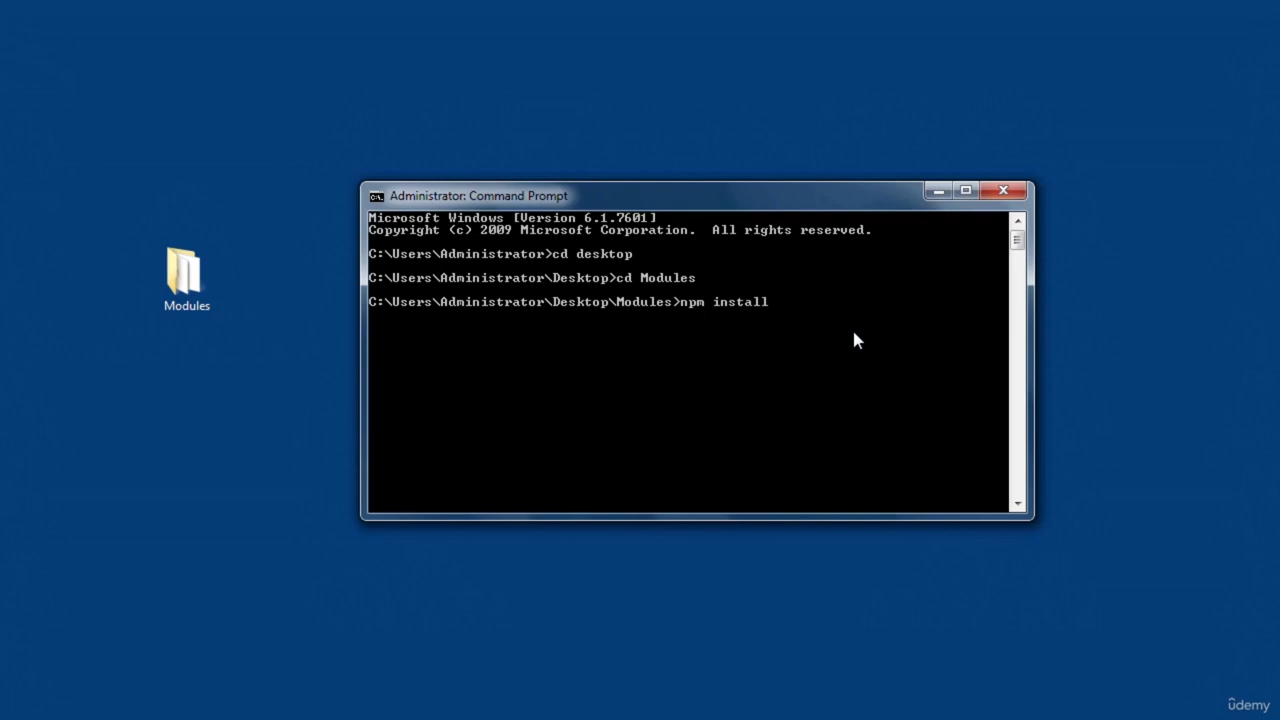 Administrator: Command Prompt
Microsoft Windows [Version 6.1.7601]
Copyright (c) 2009 Microsoft Corporation.  All rights reserved.
C:\Users\Administrator>cd desktop
C:\Users\Administrator\Desktop>cd Modules
C:\Users\Administrator\Desktop\Modules>npm install
Modules
ûdemy